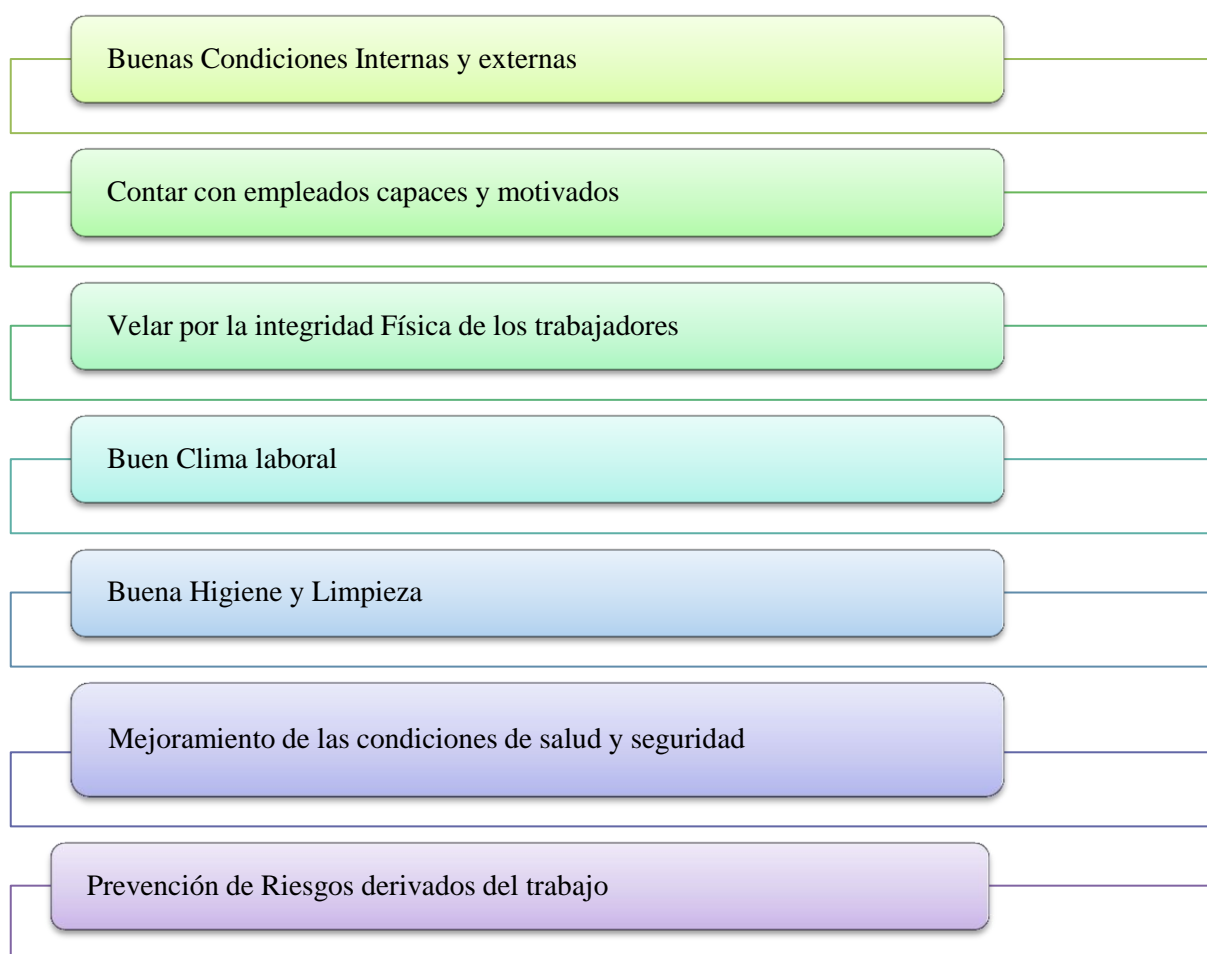 Buenas Condiciones Internas y externas
Contar con empleados capaces y motivados
Velar por la integridad Física de los trabajadores
Buen Clima laboral
Buena Higiene y Limpieza
Mejoramiento de las condiciones de salud y seguridad
Prevención de Riesgos derivados del trabajo